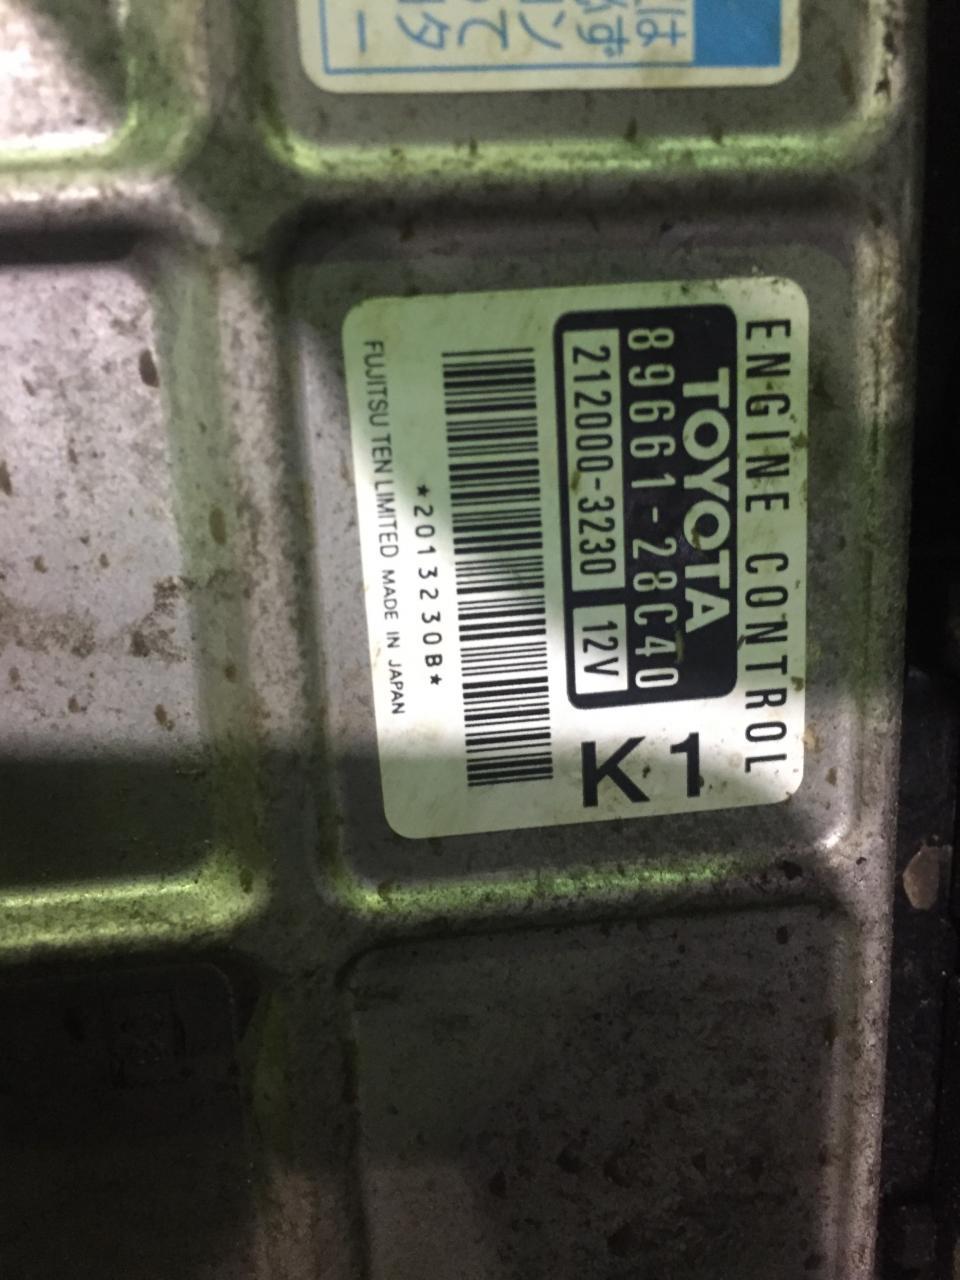 ENGINE CONTROL
TOYOTA
89661-28C40
212000-3230 12V
K1
*2013230B*
FUJITSU TEN LIMITED MADE IN JAPAN